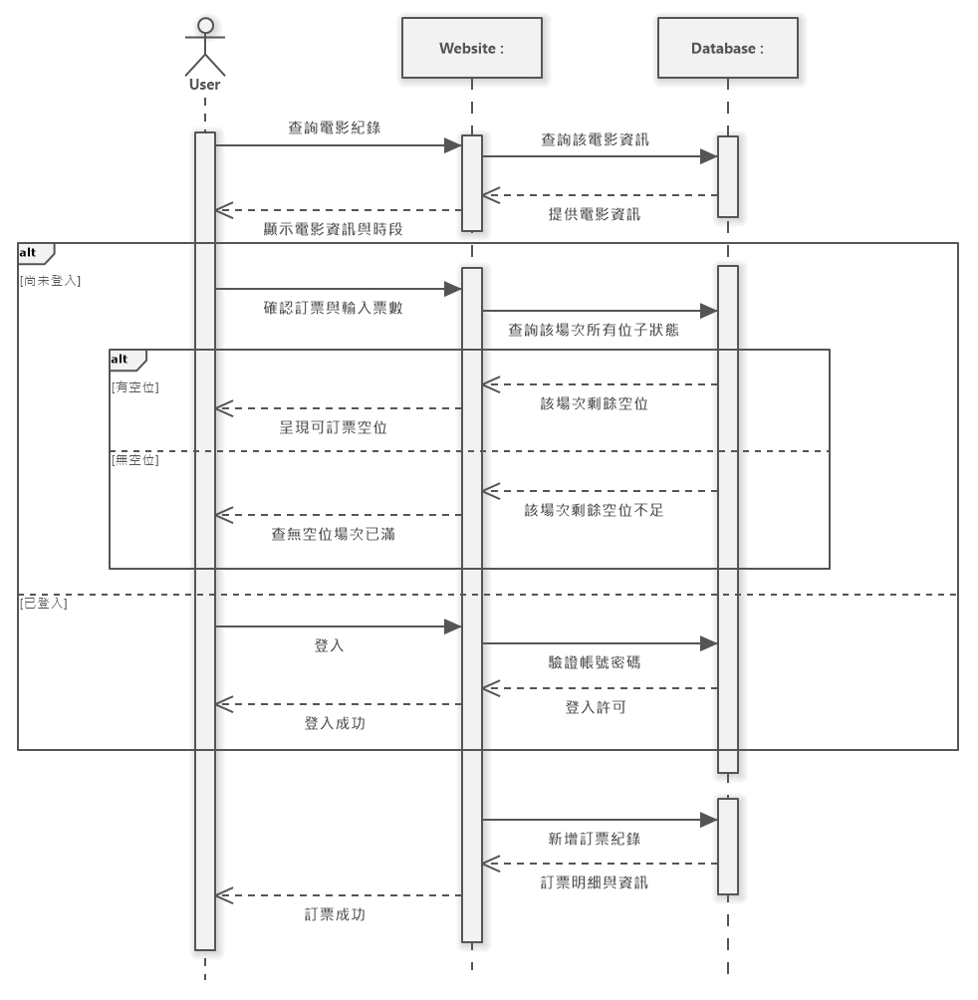 User
Website :
Database :
查詢電影紀錄
查詢該電影資訊
提供電影資訊
顯示電影資訊與時段
alt
[尚未登入]
確認訂票與輸入票數
查詢該場次所有位子狀態
alt
[有空位]
該場次剩餘空位
呈現可訂票空位
[無空位]
該場次剩餘空位不足
查無空位場次已滿
[已登入]
登入
驗證帳號密碼
登入許可
登入成功
新增訂票紀錄
訂票明細與資訊
訂票成功